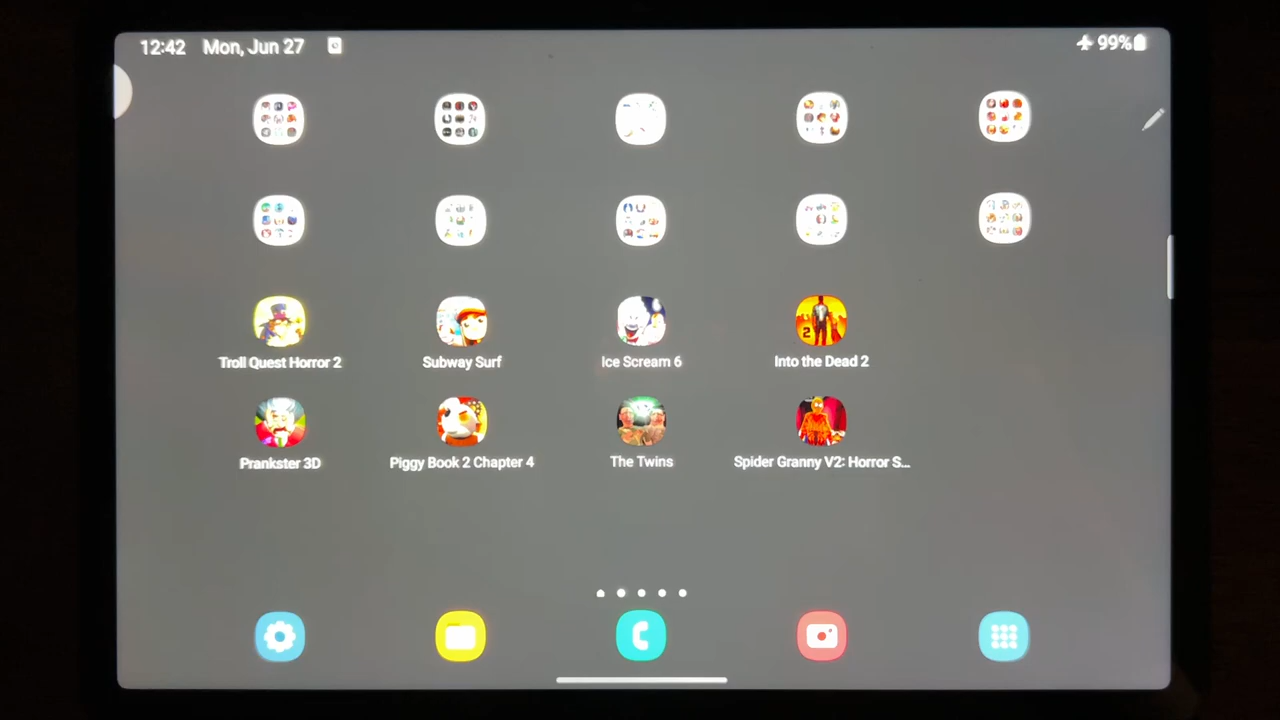 12:42 Mon, Jun 27 99%
Troll Quest Horror 2 Subway Surf Ice Scream 6 Into the Dead 2
2
Prankster 3D Piggy Book 2 Chapter 4 The Twins Spider Granny V2: Horror S...